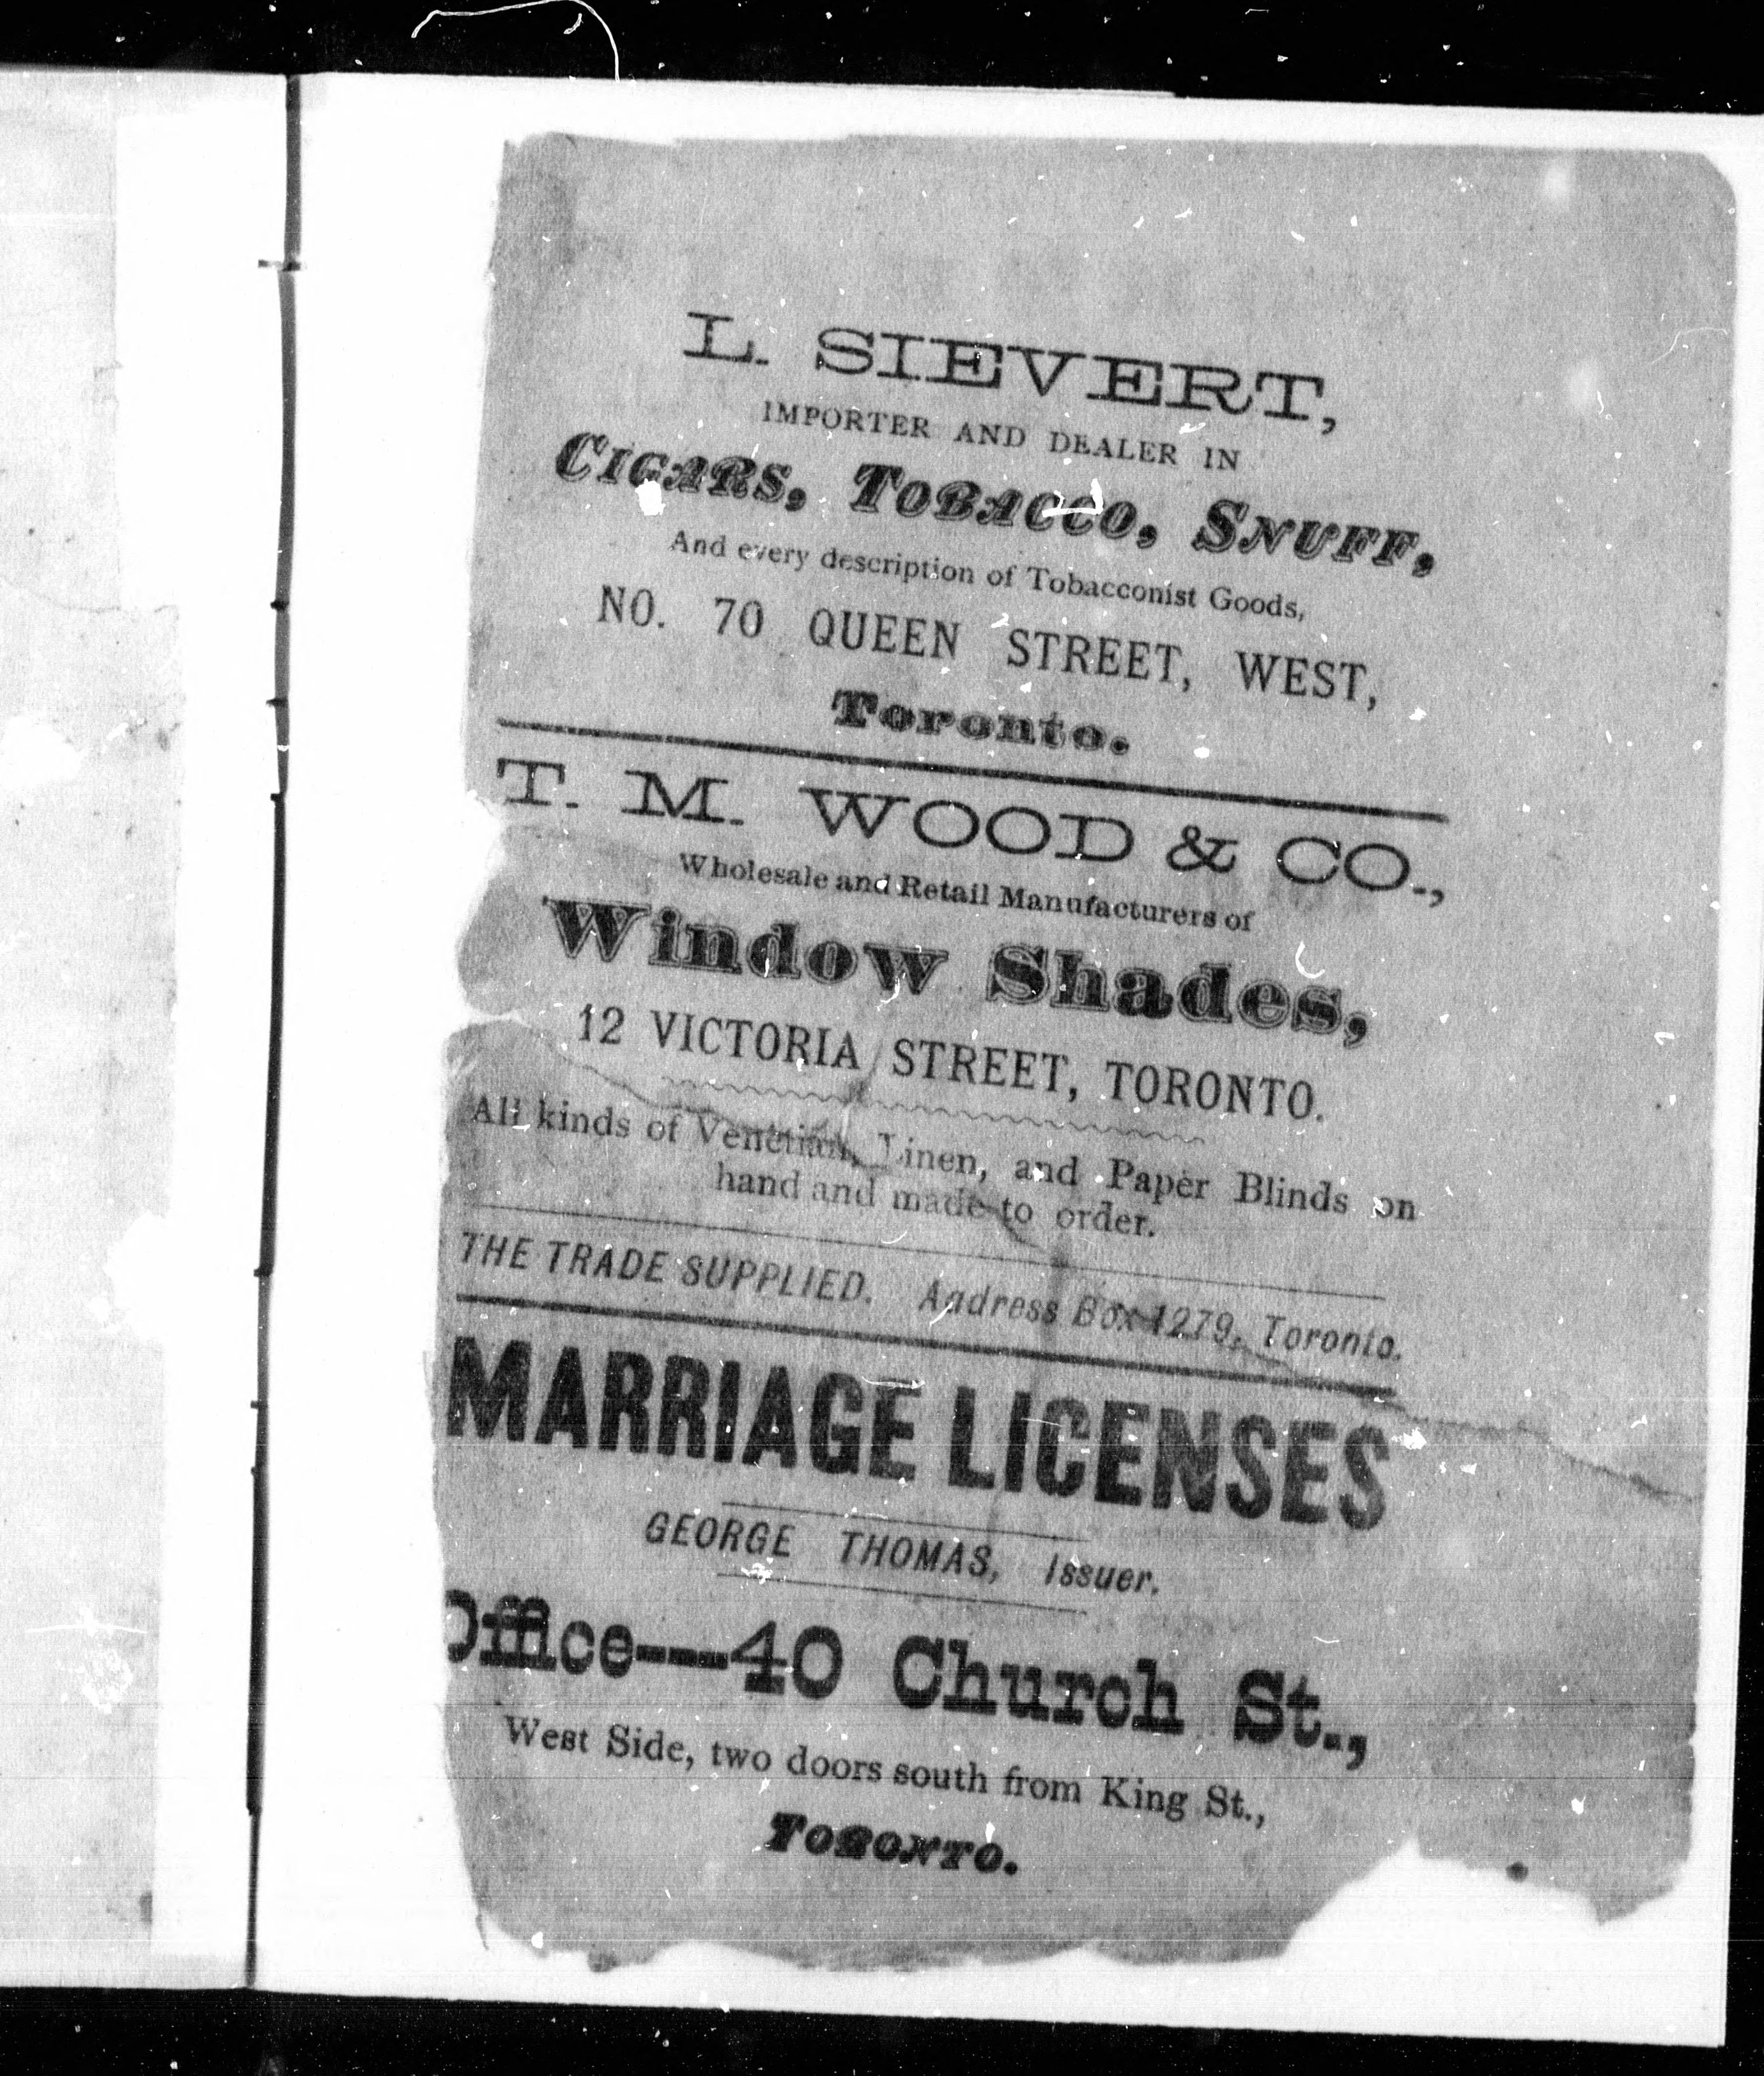 L. SIEVERT,
IMPORTER AND DEALER IN
CIGARS, TOBACCO, SNUFF,
And every description of Tobacconist Goods,
NO. 70 QUEEN STREET, WEST,
Toronto.
T. M. WOOD & CO.,
Wholesale and Retail Manufacturers of
Window Shades,
12 VICTORIA STREET, TORONTO.
All kinds of Venetian, Linen, and Paper Blinds on
hand and made to order.
THE TRADE SUPPLIED. Address Box 1279, Toronto.
MARRIAGE LICENSES
GEORGE THOMAS, Issuer.
Office--40 Church St.,
West Side, two doors south from King St.,
TORONTO.